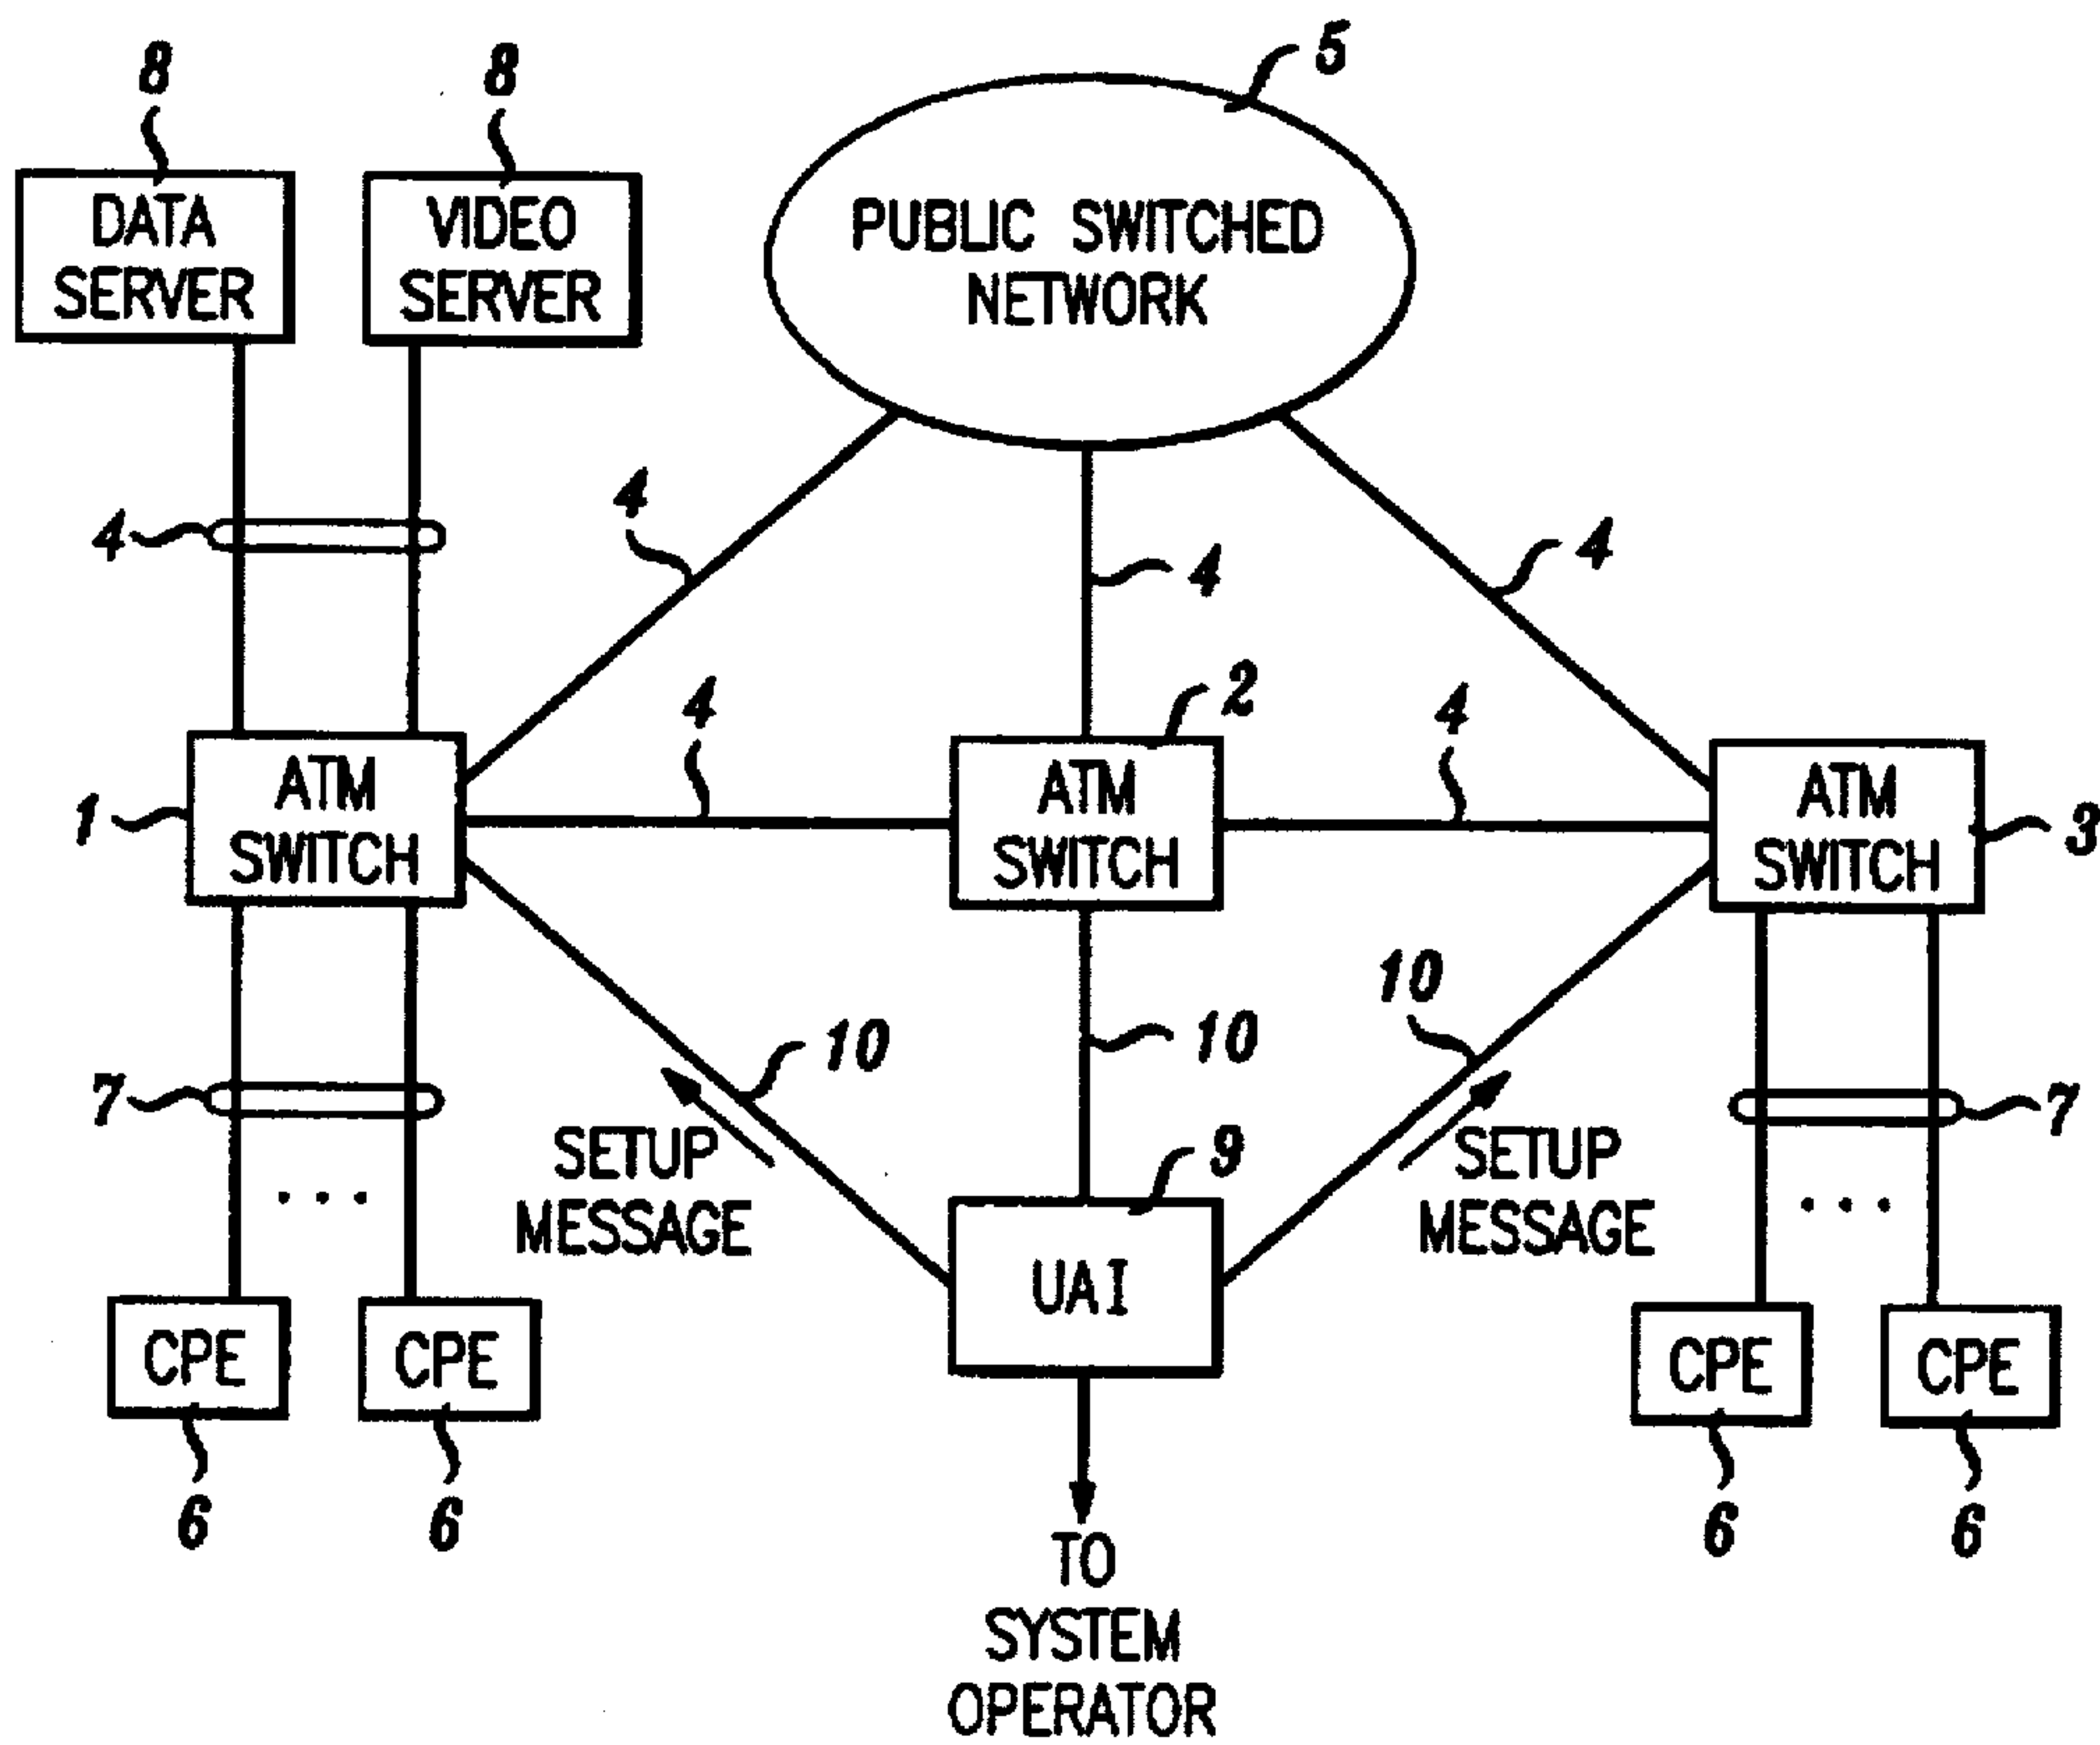 5
8
8
DATA
SERVER
VIDEO
SERVER
PUBLIC SWITCHED
NETWORK
4
4
4
4
4
4
2
ATM
SWITCH
ATM
SWITCH
ATM
SWITCH
1
3
10
10
10
7
7
SETUP
MESSAGE
SETUP
MESSAGE
9
...
...
UAI
CPE
CPE
CPE
CPE
6
6
6
6
TO
SYSTEM
OPERATOR